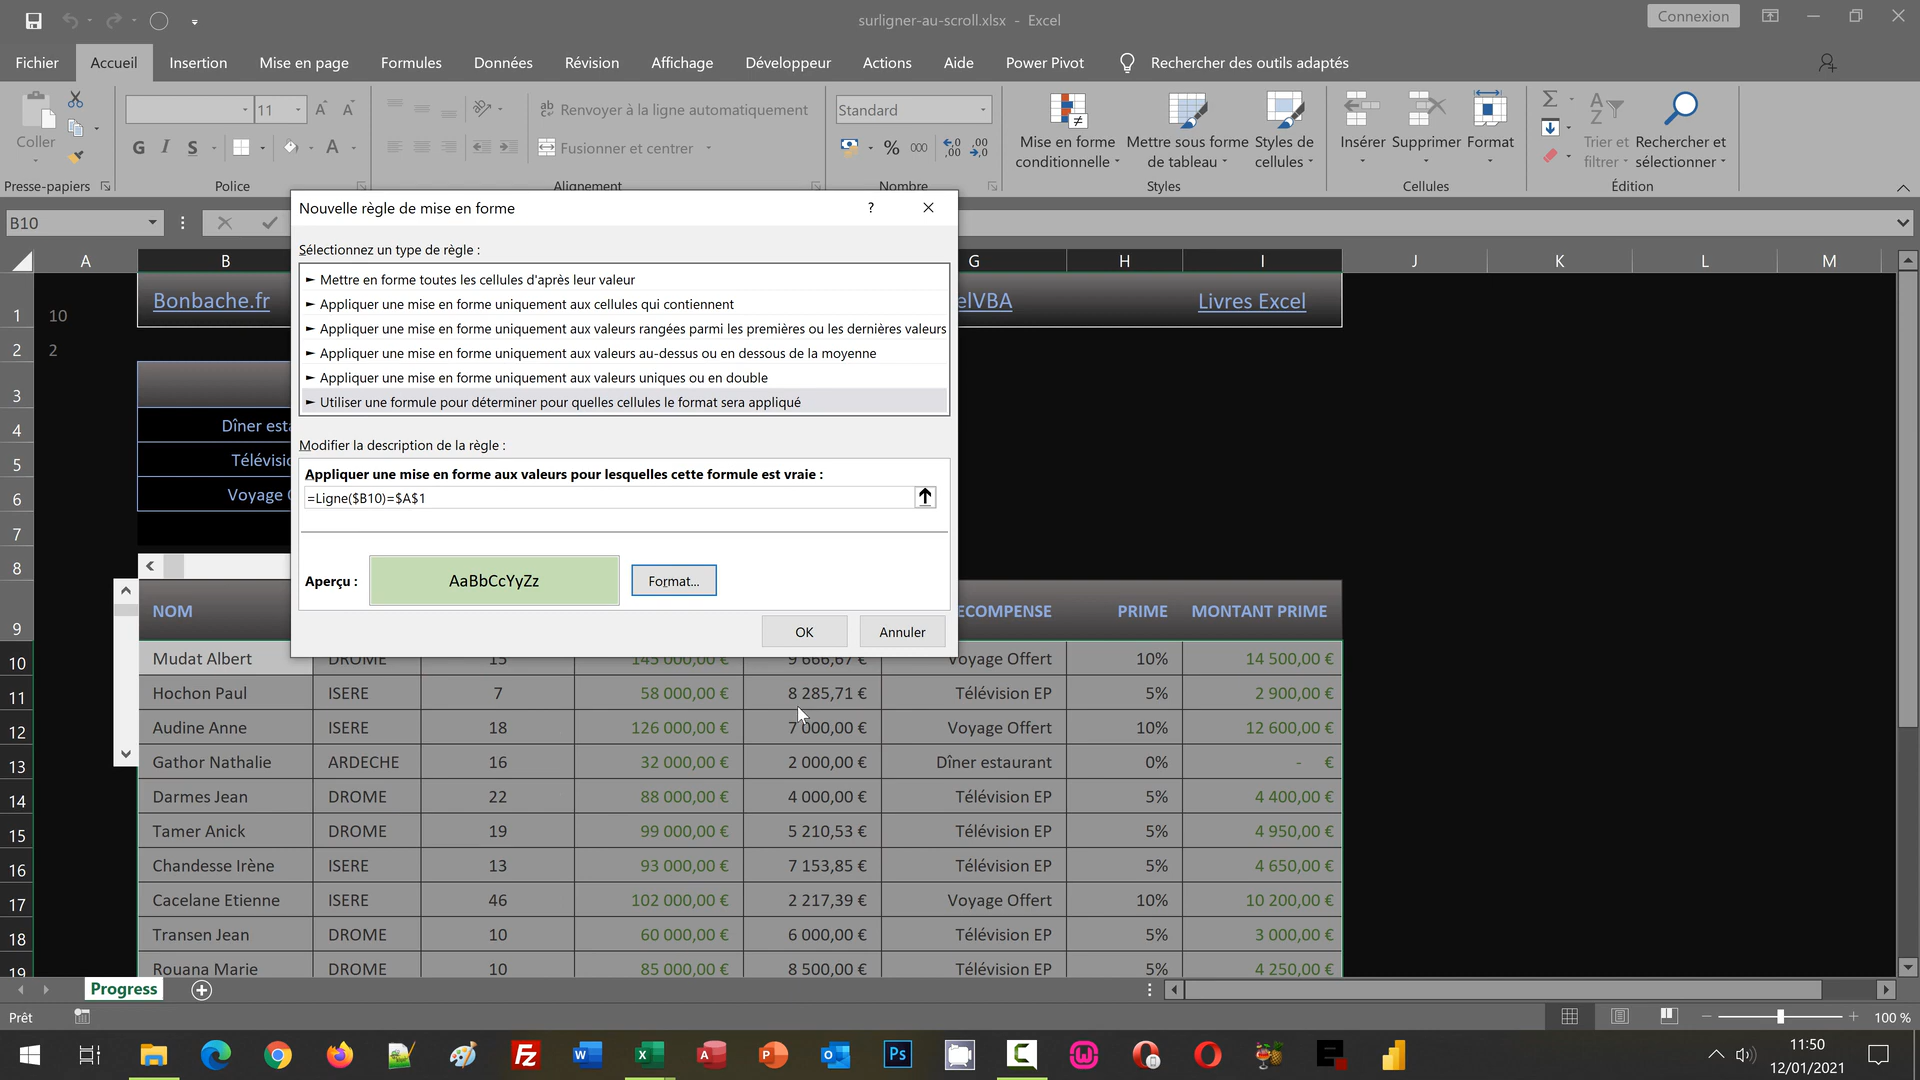 surligner-au-scroll.xlsx - Excel
Connexion
Fichier Accueil Insertion Mise en page Formules Données Révision Affichage Développeur Actions Aide Power Pivot Rechercher des outils adaptés
11 Renvoyer à la ligne automatiquement Standard
Coller G I S A Fusionner et centrer % 000
Mise en forme conditionnelle Mettre sous forme de tableau Styles de cellules Insérer Supprimer Format Trier et filtrer Rechercher et sélectionner
Presse-papiers Police Alignement Nombre Styles Cellules Édition
B10
Nouvelle règle de mise en forme ?
Sélectionnez un type de règle :
► Mettre en forme toutes les cellules d'après leur valeur
► Appliquer une mise en forme uniquement aux cellules qui contiennent
► Appliquer une mise en forme uniquement aux valeurs rangées parmi les premières ou les dernières valeurs
► Appliquer une mise en forme uniquement aux valeurs au-dessus ou en dessous de la moyenne
► Appliquer une mise en forme uniquement aux valeurs uniques ou en double
► Utiliser une formule pour déterminer pour quelles cellules le format sera appliqué
Modifier la description de la règle :
Appliquer une mise en forme aux valeurs pour lesquelles cette formule est vraie :
=Ligne($B10)=$A$1
Aperçu : AaBbCcYyZz Format...
OK Annuler
A B G H I J K L M
1 10 Bonbache.fr elVBA Livres Excel
2 2
3
4 Dîner esta
5 Télévisio
6 Voyage
7
8
9 NOM ECOMPENSE PRIME MONTANT PRIME
10 Mudat Albert DROME 15 145 000,00 € 9 666,67 € Voyage Offert 10% 14 500,00 €
11 Hochon Paul ISERE 7 58 000,00 € 8 285,71 € Télévision EP 5% 2 900,00 €
12 Audine Anne ISERE 18 126 000,00 € 7 000,00 € Voyage Offert 10% 12 600,00 €
13 Gathor Nathalie ARDECHE 16 32 000,00 € 2 000,00 € Dîner estaurant 0% - €
14 Darmes Jean DROME 22 88 000,00 € 4 000,00 € Télévision EP 5% 4 400,00 €
15 Tamer Anick DROME 19 99 000,00 € 5 210,53 € Télévision EP 5% 4 950,00 €
16 Chandesse Irène ISERE 13 93 000,00 € 7 153,85 € Télévision EP 5% 4 650,00 €
17 Cacelane Etienne ISERE 46 102 000,00 € 2 217,39 € Voyage Offert 10% 10 200,00 €
18 Transen Jean DROME 10 60 000,00 € 6 000,00 € Télévision EP 5% 3 000,00 €
19 Rouana Marie DROME 10 85 000,00 € 8 500,00 € Télévision EP 5% 4 250,00 €
Progress
Prêt 100 %
11:50
12/01/2021